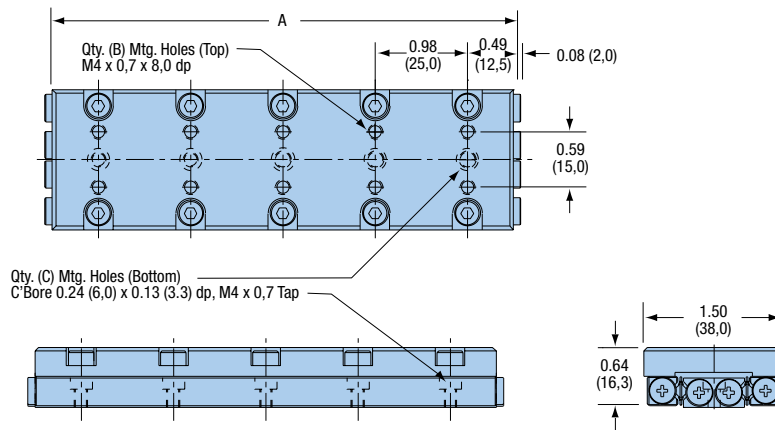 A
Qty. (B) Mtg. Holes (Top)
M4 x 0,7 x 8,0 dp
0.98
(25,0)
0.49
(12,5)
0.08 (2,0)
0.59
(15,0)
Qty. (C) Mtg. Holes (Bottom)
C'Bore 0.24 (6,0) x 0.13 (3.3) dp, M4 x 0,7 Tap
1.50
(38,0)
0.64
(16,3)